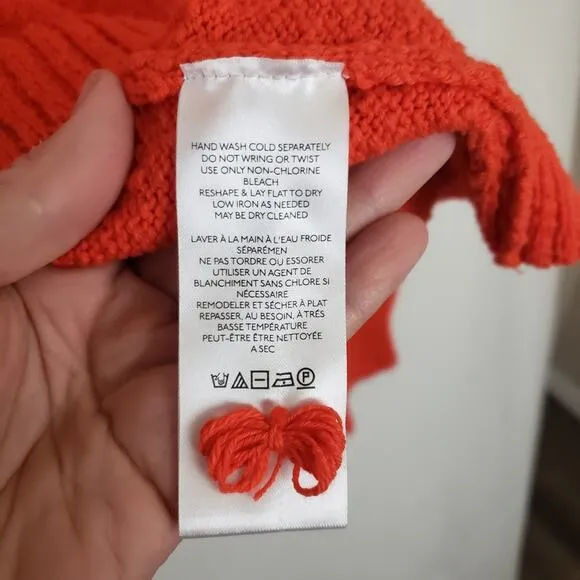 HAND WASH COLD SEPARATELY
DO NOT WRING OR TWIST
USE ONLY NON-CHLORINE
BLEACH
RESHAPE & LAY FLAT TO DRY
LOW IRON AS NEEDED
MAY BE DRY CLEANED
LAVER À LA MAIN À L'EAU FROIDE
SÉPARÉMEN
NE PAS TORDRE OU ESSORER
UTILISER UN AGENT DE
BLANCHIMENT SANS CHLORE SI
NÉCESSAIRE
REMODELER ET SÉCHER À PLAT
REPASSER, AU BESOIN, À TRÉS
BASSE TEMPÉRATURE
PEUT-ÊTRE ÊTRE NETTOYÉE
A SEC
P